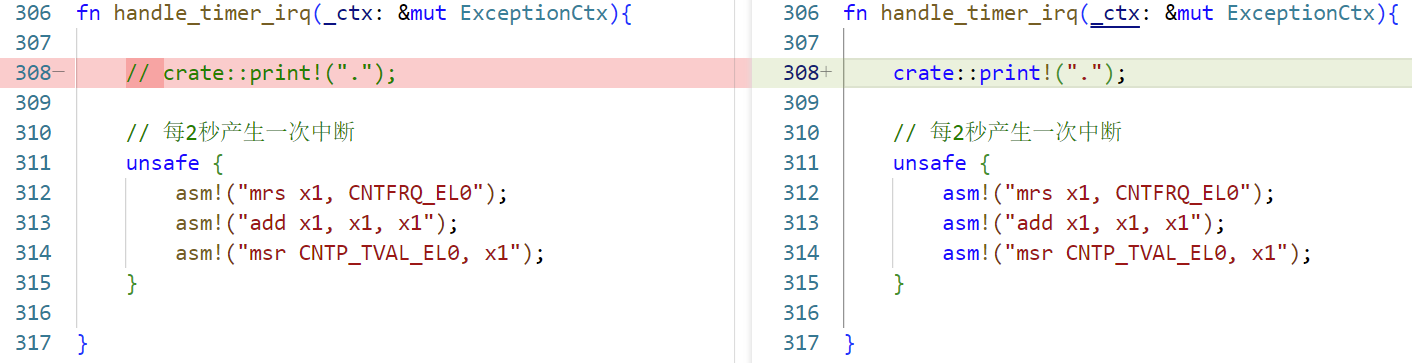 306 fn handle_timer_irq(_ctx: &mut ExceptionCtx){
307
308- // crate::print!(".");
309
310 // 每2秒产生一次中断
311 unsafe {
312 asm!("mrs x1, CNTFRQ_EL0");
313 asm!("add x1, x1, x1");
314 asm!("msr CNTP_TVAL_EL0, x1");
315 }
316
317 }
306 fn handle_timer_irq(_ctx: &mut ExceptionCtx){
307
308+ crate::print!(".");
309
310 // 每2秒产生一次中断
311 unsafe {
312 asm!("mrs x1, CNTFRQ_EL0");
313 asm!("add x1, x1, x1");
314 asm!("msr CNTP_TVAL_EL0, x1");
315 }
316
317 }